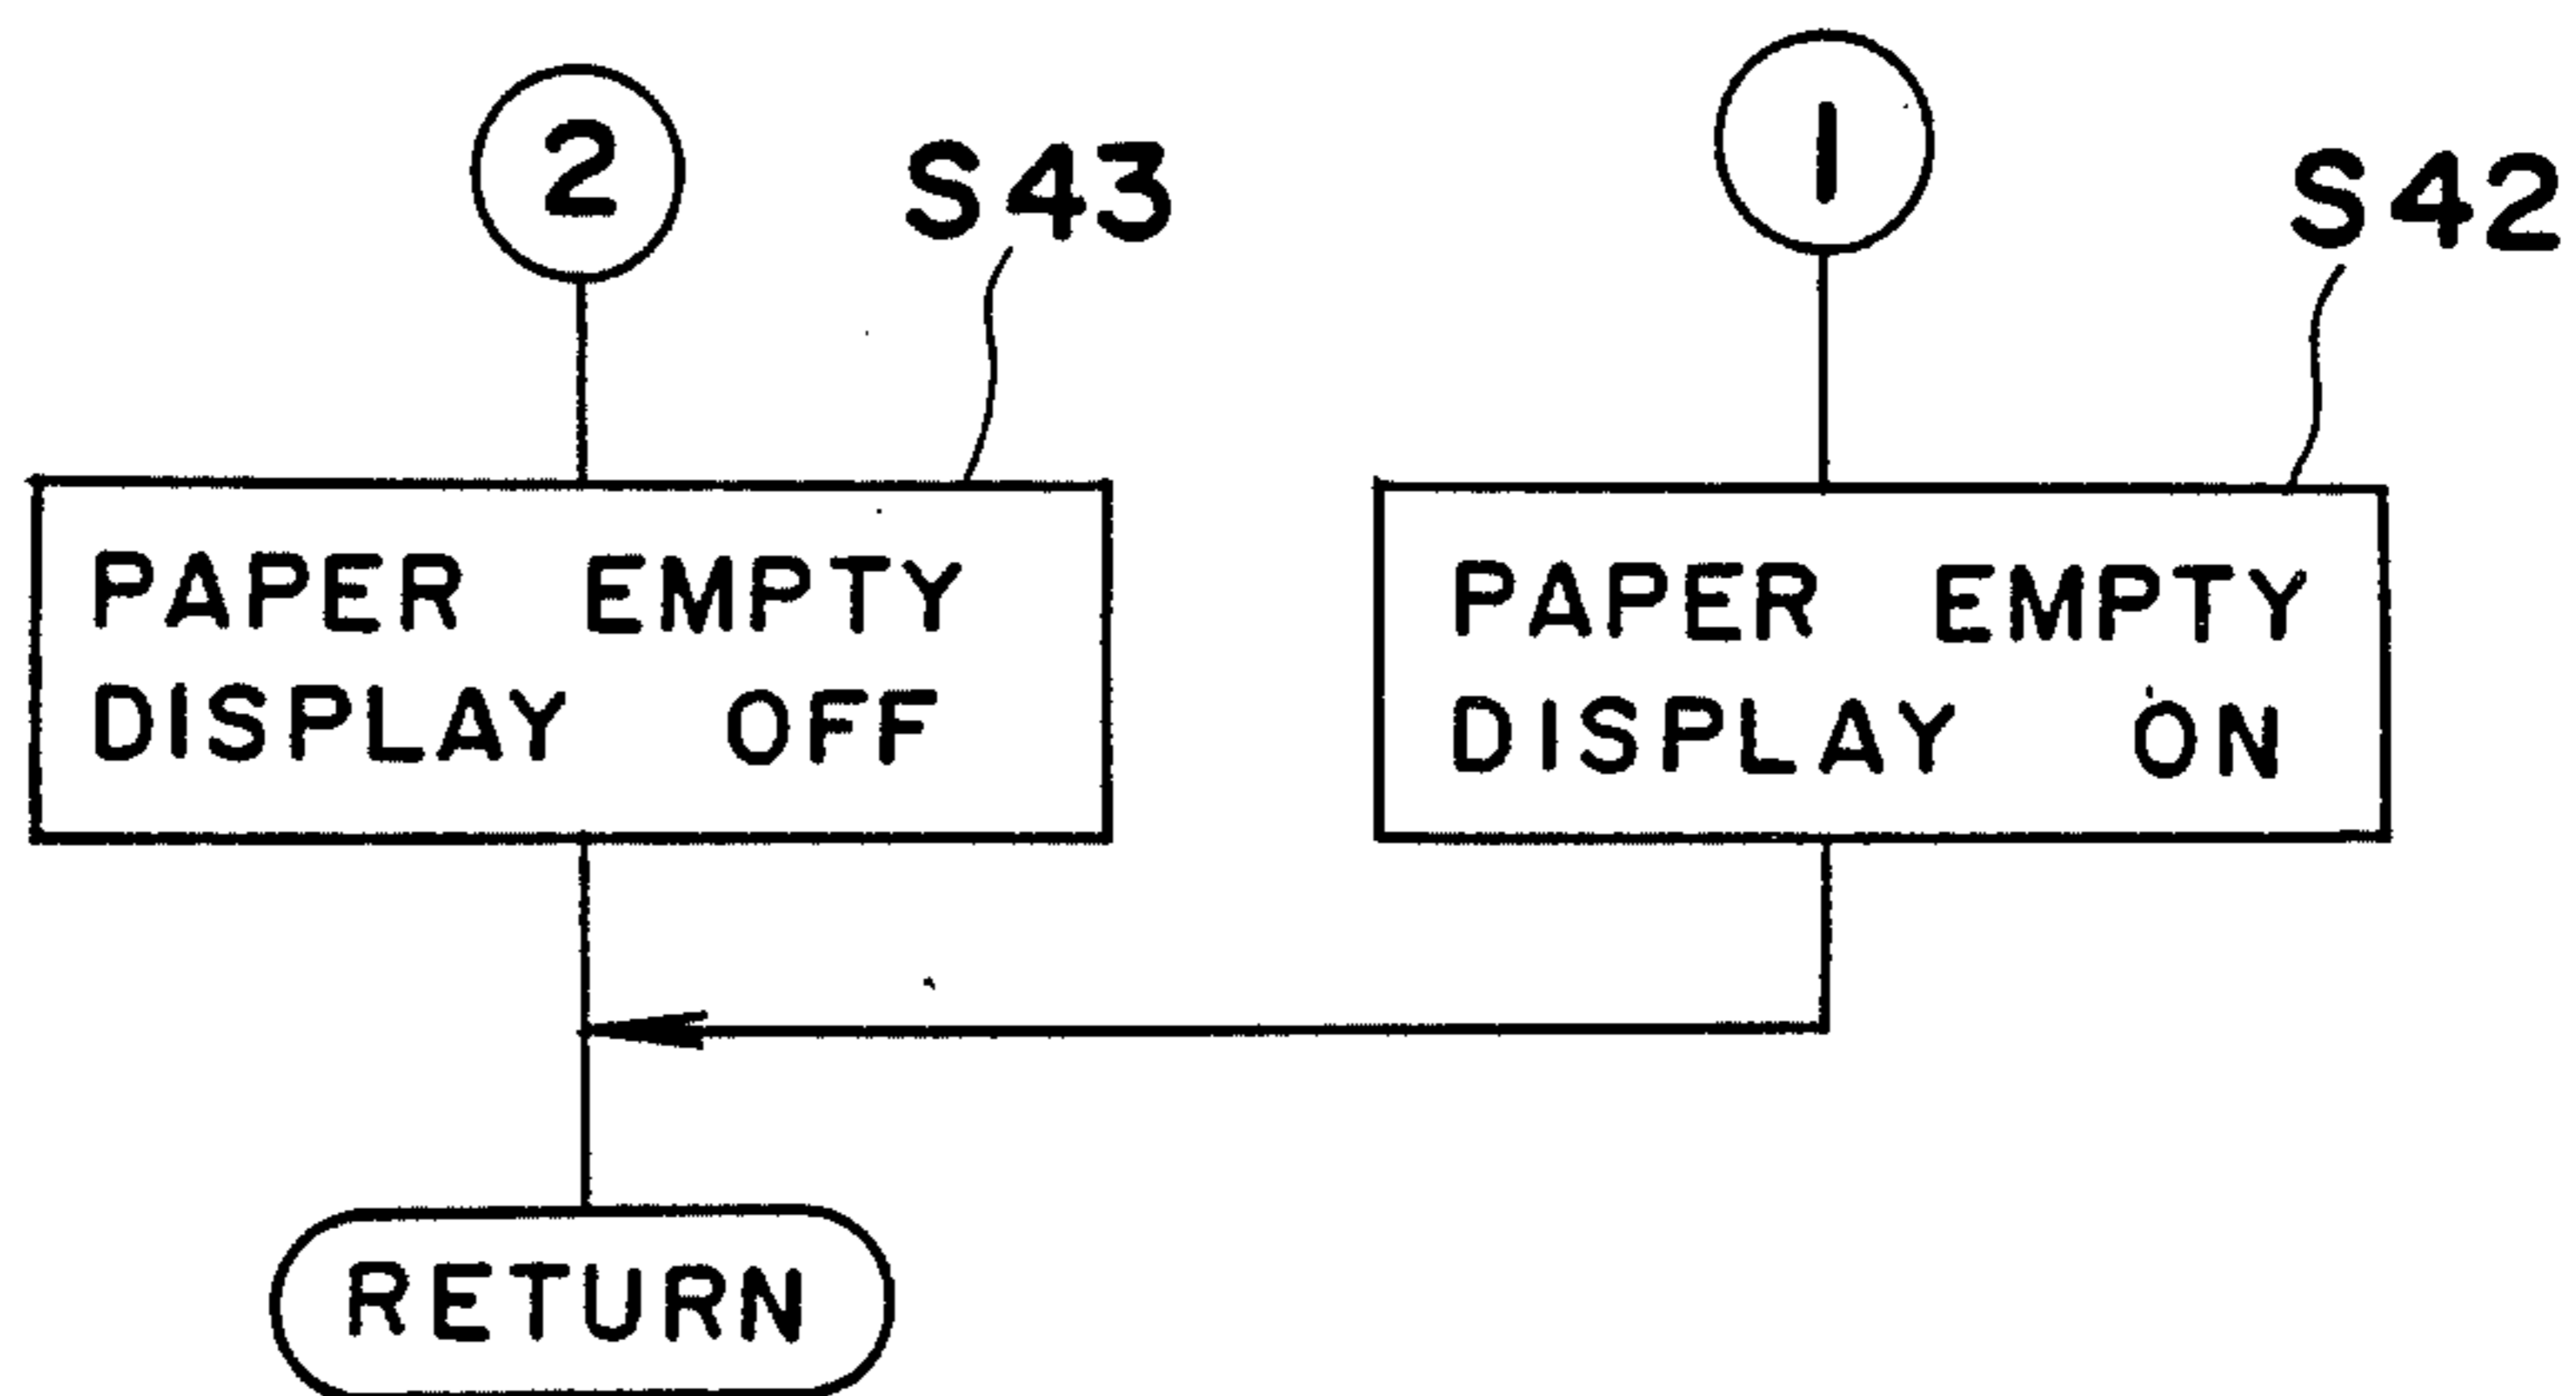 2
S43
1
S42
PAPER EMPTY
DISPLAY OFF
PAPER EMPTY
DISPLAY ON
RETURN